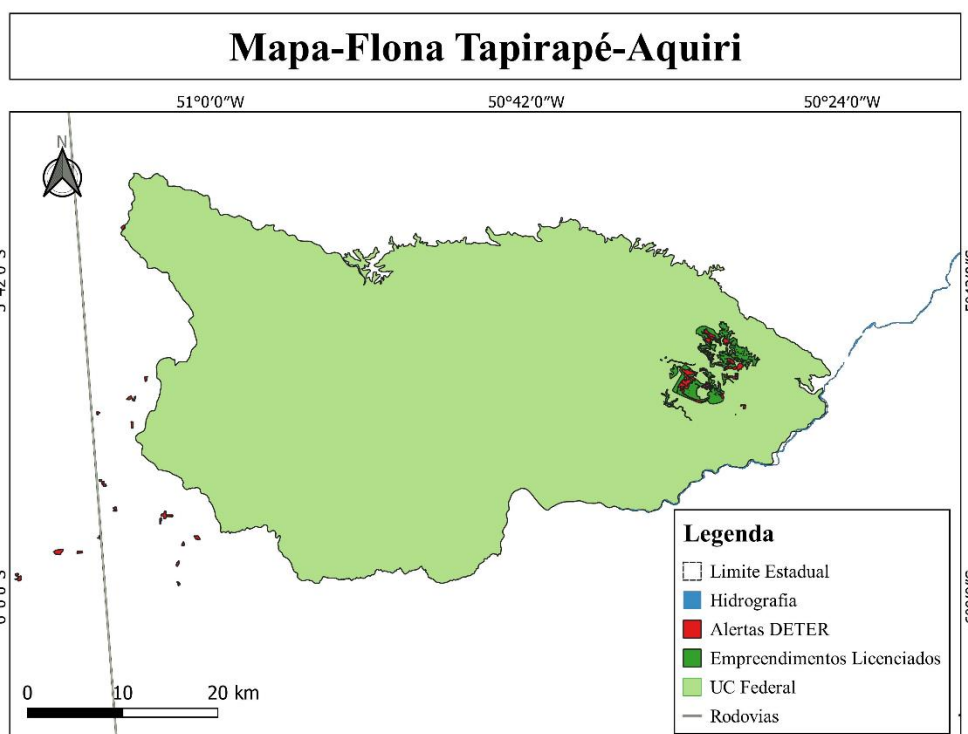 Mapa-Flona Tapirapé-Aquiri
51°0′0″W
50°42′0″W
50°24′0″W
N
Legenda
Limite Estadual
Hidrografia
Alertas DETER
Empreendimentos Licenciados
UC Federal
Rodovias
0
10
20 km